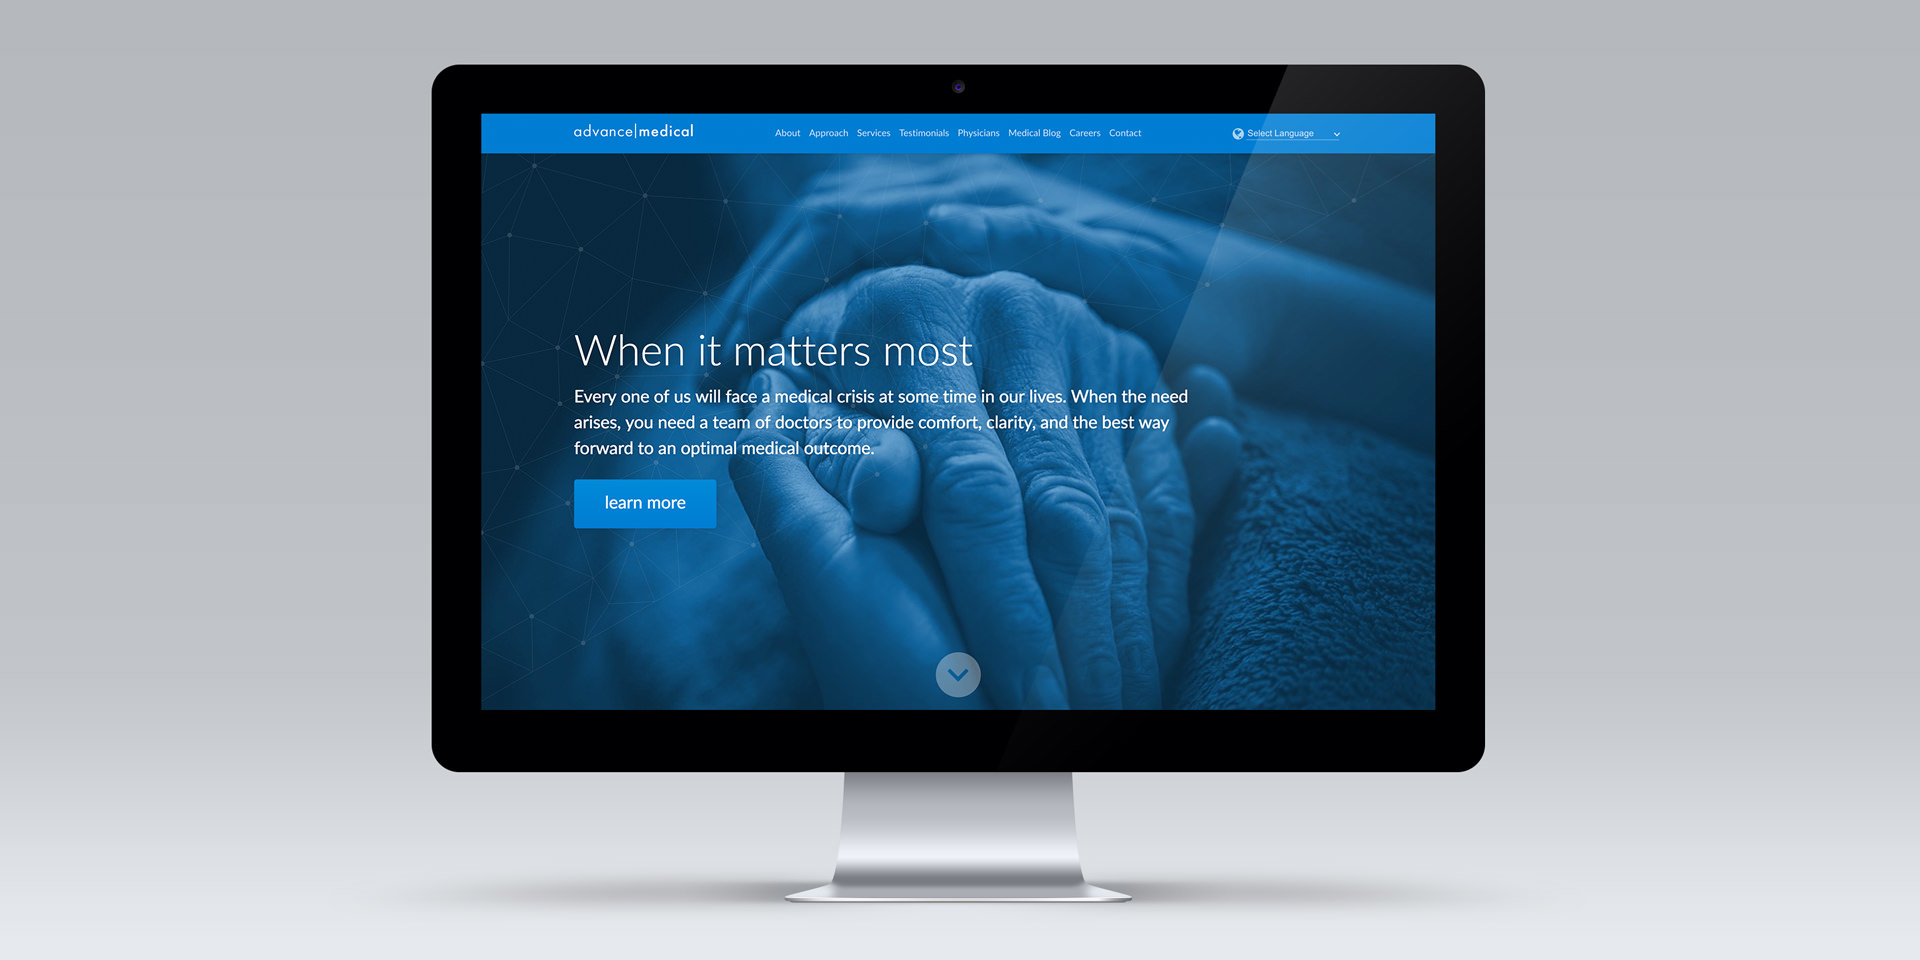 advance|medical
About Approach Services Testimonials Physicians Medical Blog Careers Contact
Select Language
When it matters most
Every one of us will face a medical crisis at some time in our lives. When the need
arises, you need a team of doctors to provide comfort, clarity, and the best way
forward to an optimal medical outcome.
learn more